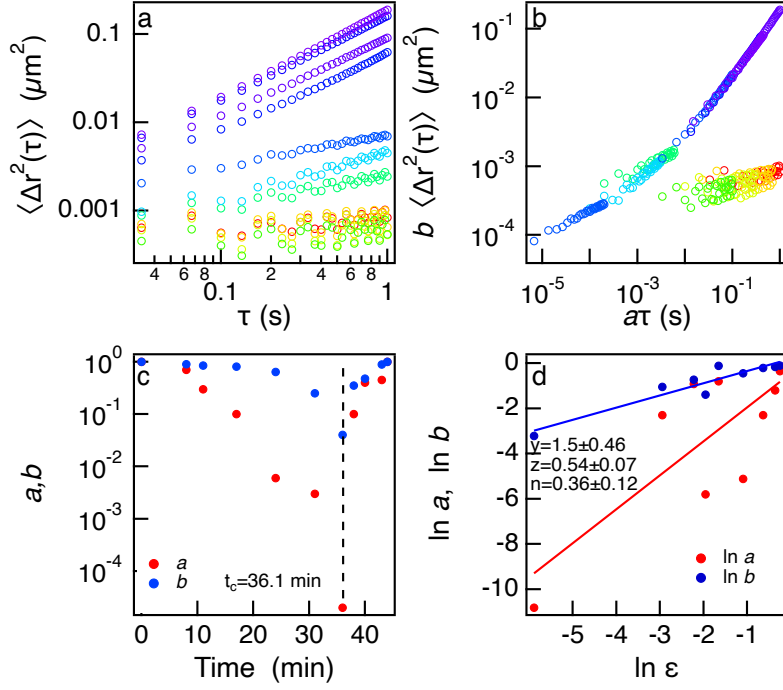 a
⟨Δr²(τ)⟩ (μm²)
0.1
0.01
0.001
4 6 8 0.1 2 4 6 8 1
τ (s)
b
b ⟨Δr²(τ)⟩ (μm²)
10⁻¹
10⁻²
10⁻³
10⁻⁴
10⁻⁵ 10⁻³ 10⁻¹
aτ (s)
c
a,b
10⁰
10⁻¹
10⁻²
10⁻³
10⁻⁴
a
b
t_c=36.1 min
0 10 20 30 40
Time (min)
d
ln a, ln b
0
-2
-4
-6
-8
-10
y=1.5±0.46
z=0.54±0.07
n=0.36±0.12
ln a
ln b
-5 -4 -3 -2 -1
ln ε